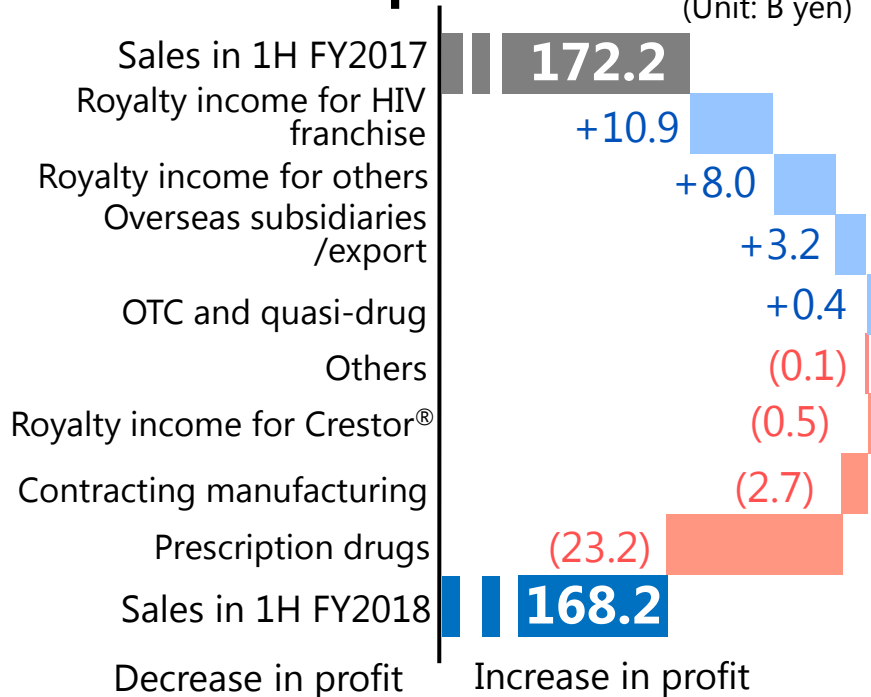 (Unit: B yen)
Sales in 1H FY2017 172.2
Royalty income for HIV
franchise +10.9
Royalty income for others +8.0
Overseas subsidiaries
/export +3.2
OTC and quasi-drug +0.4
Others (0.1)
Royalty income for Crestor® (0.5)
Contracting manufacturing (2.7)
Prescription drugs (23.2)
Sales in 1H FY2018 168.2
Decrease in profit Increase in profit